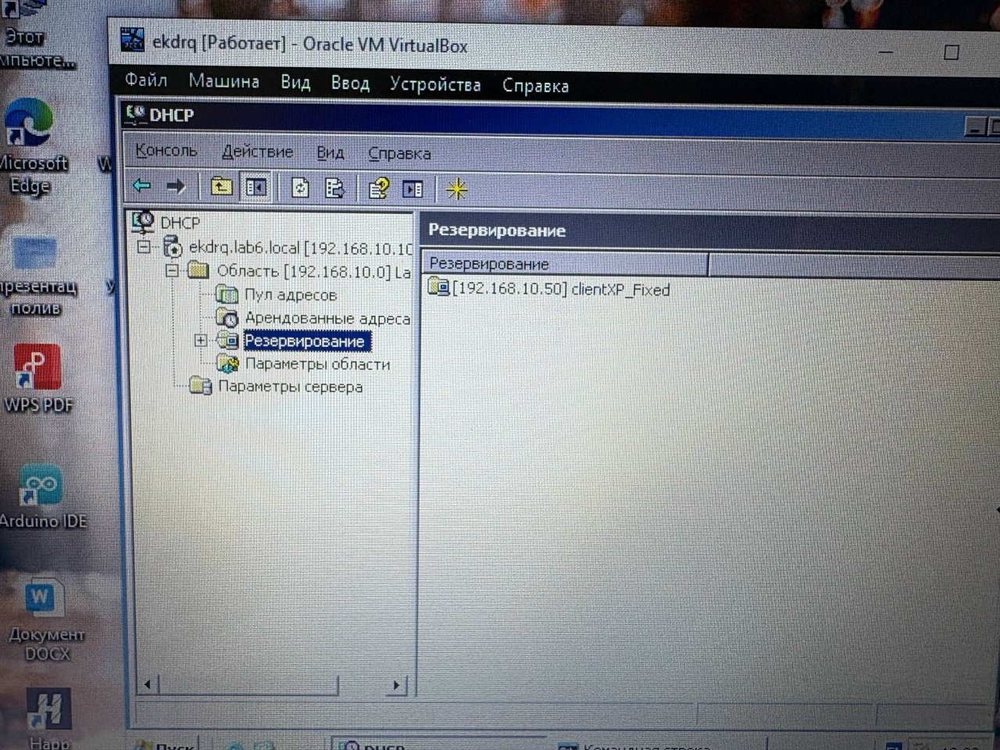 Этот
мпьюте...
Microsoft
Edge
W
презентац
полив
У
WPS PDF
Arduino IDE
Документ
DOCX
Happ
ekdrq [Работает] - Oracle VM VirtualBox
Файл Машина Вид Ввод Устройства Справка
DHCP
Консоль Действие Вид Справка
DHCP
ekdrq.lab6.local [192.168.10.10
Область [192.168.10.0] La
Пул адресов
Арендованные адреса
Резервирование
Параметры области
Параметры сервера
Резервирование
Резервирование
[192.168.10.50] clientXP_Fixed
Пуск
DHCP
Командная строка